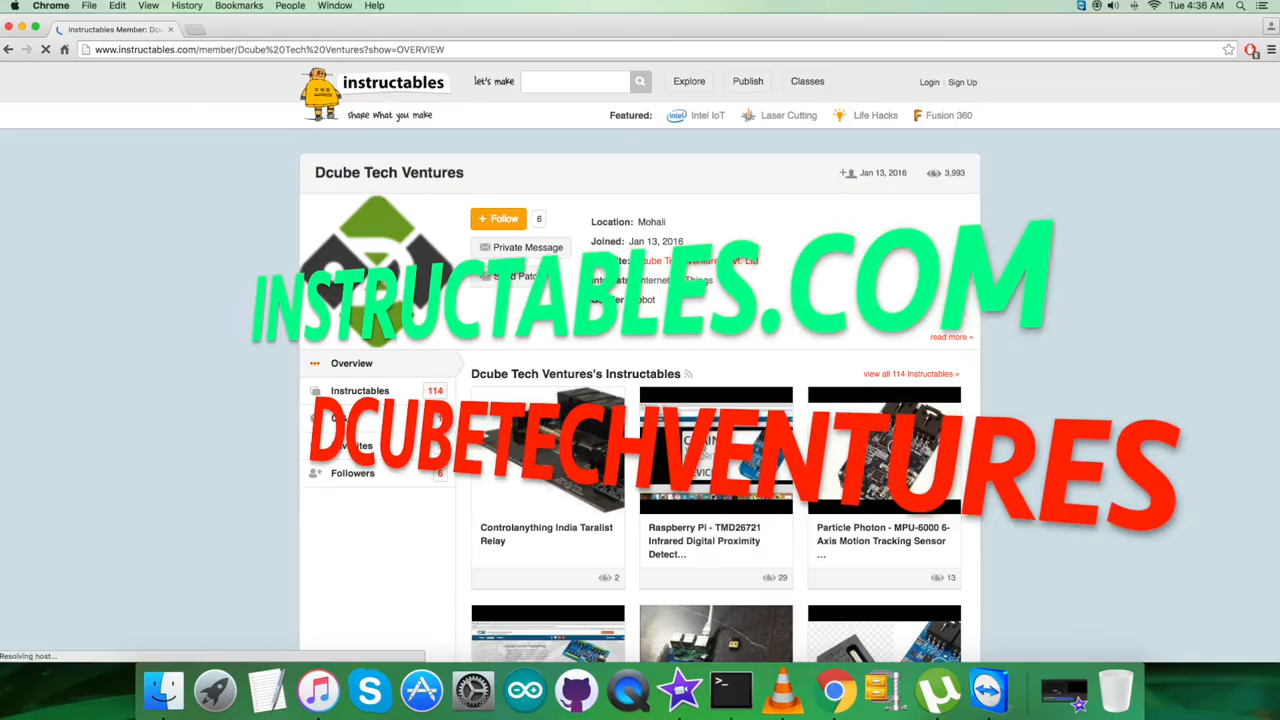 Chrome File Edit View History Bookmarks People Window Help Tue 4:36 AM
Instructables Member: Dcu
www.instructables.com/member/Dcube%20Tech%20Ventures?show=OVERVIEW
instructables let's make Explore Publish Classes Login Sign Up
share what you make Featured: intel Intel IoT Laser Cutting Life Hacks Fusion 360
Dcube Tech Ventures Jan 13, 2016 3,993
+ Follow 6
Location: Mohali
Private Message
Joined: Jan 13, 2016
INSTRUCTABLES.COM
read more »
Overview
Dcube Tech Ventures's Instructables view all 114 Instructables »
Instructables 114
DCUBETECHVENTURES
Followers 6
Controlanything India Taralist
Relay
2
Raspberry Pi - TMD26721
Infrared Digital Proximity
Detect...
29
Particle Photon - MPU-6000 6-
Axis Motion Tracking Sensor
...
13
Resolving host...